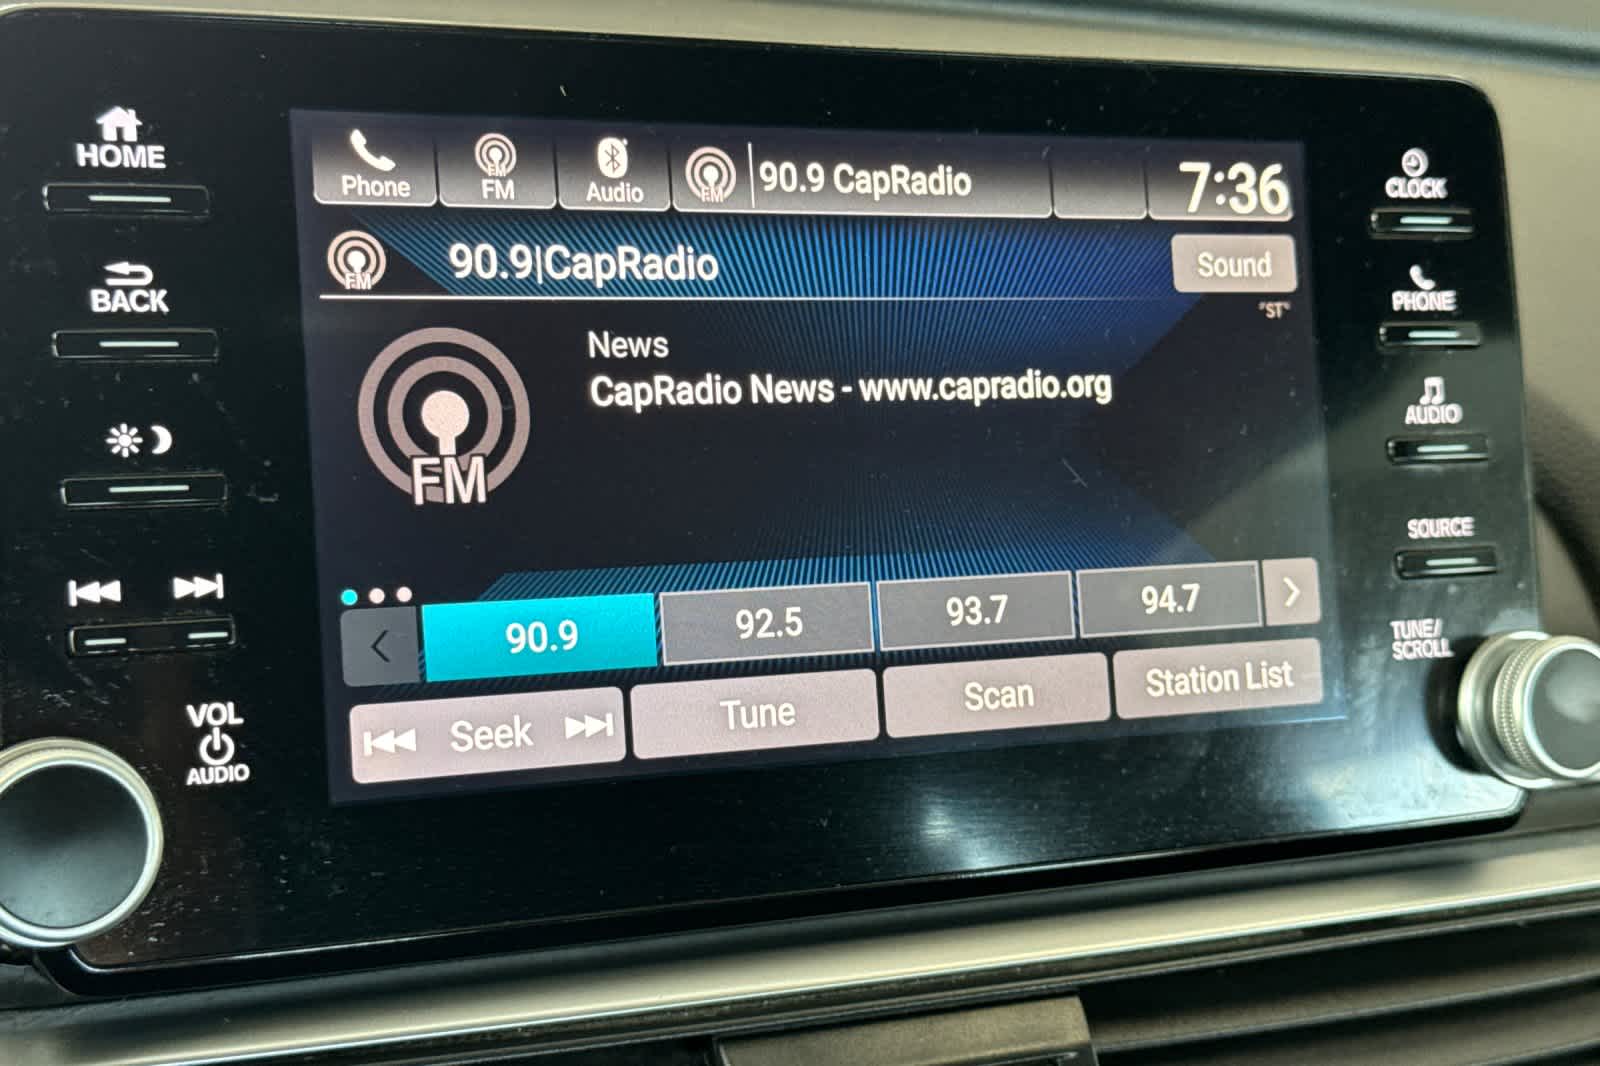 HOME
BACK
VOL
AUDIO
Phone
FM
Audio
FM
90.9 CapRadio
7:36
FM
90.9|CapRadio
Sound
"ST"
FM
News
CapRadio News - www.capradio.org
90.9
92.5
93.7
94.7
Seek
Tune
Scan
Station List
CLOCK
PHONE
AUDIO
SOURCE
TUNE/
SCROLL